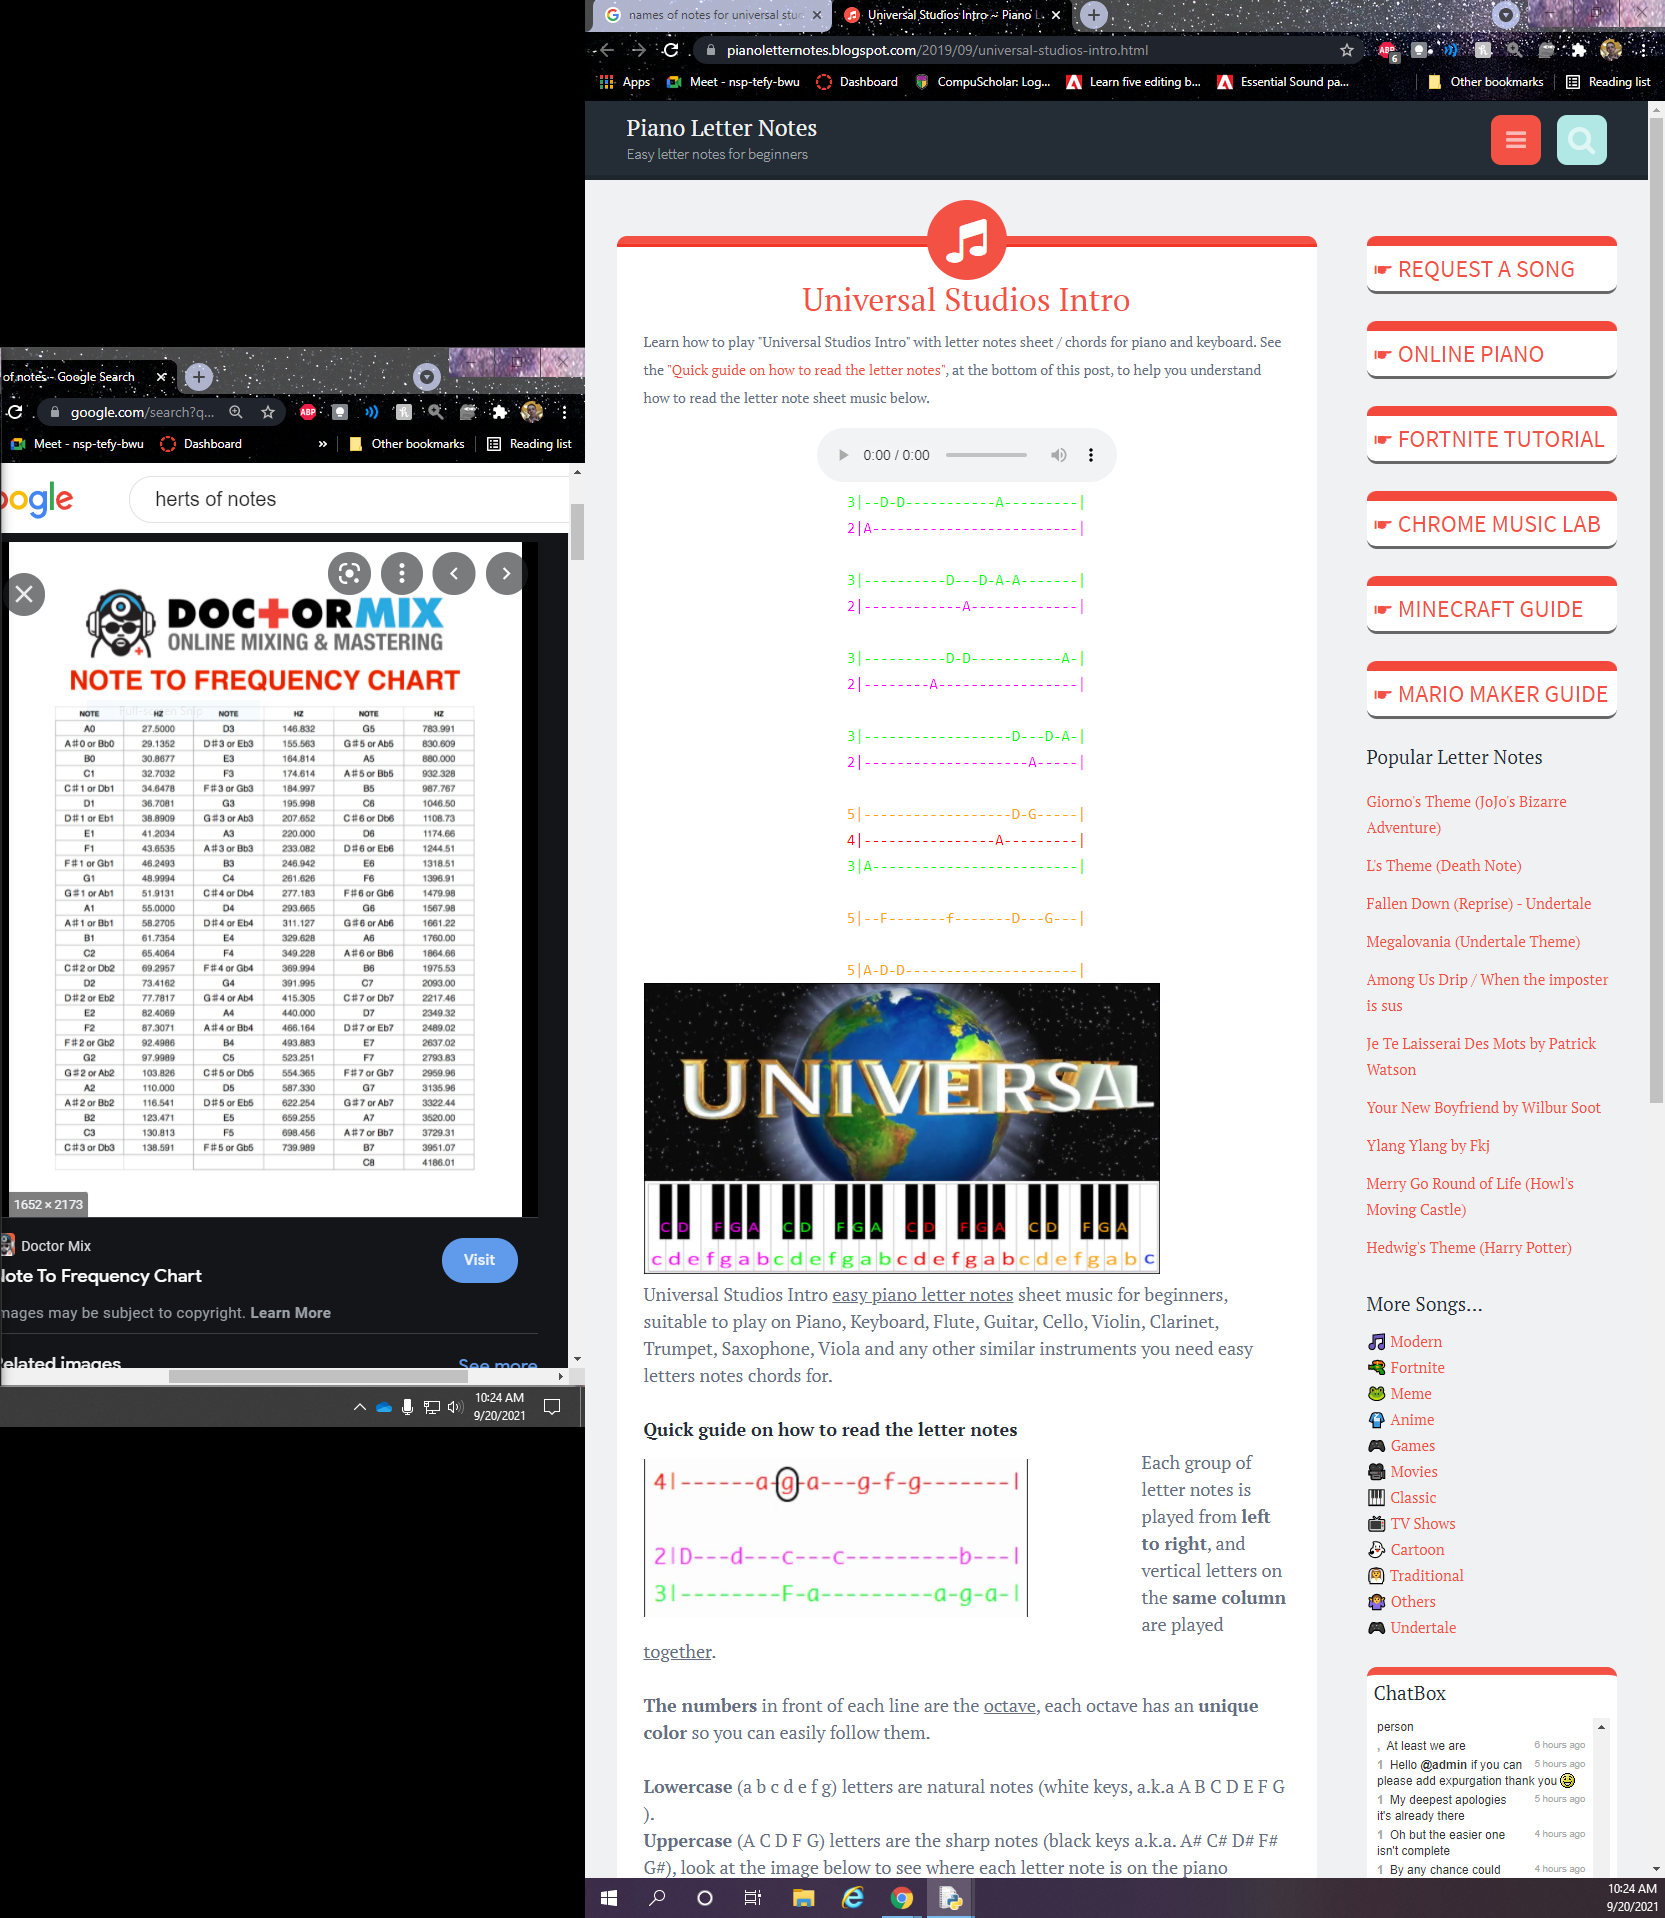 of notes - Google Search
google.com/search?q...
Meet - nsp-tefy-bwu Dashboard » Other bookmarks Reading list
oogle herts of notes
DOCTORMIX
ONLINE MIXING & MASTERING
NOTE TO FREQUENCY CHART
NOTE HZ NOTE HZ NOTE HZ
A0 27.5000 D3 146.832 G5 783.991
A#0 or Bb0 29.1352 D#3 or Eb3 155.563 G#5 or Ab5 830.609
B0 30.8677 E3 164.814 A5 880.000
C1 32.7032 F3 174.614 A#5 or Bb5 932.328
C#1 or Db1 34.6478 F#3 or Gb3 184.997 B5 987.767
D1 36.7081 G3 195.998 C6 1046.50
D#1 or Eb1 38.8909 G#3 or Ab3 207.652 C#6 or Db6 1108.73
E1 41.2034 A3 220.000 D6 1174.66
F1 43.6535 A#3 or Bb3 233.082 D#6 or Eb6 1244.51
F#1 or Gb1 46.2493 B3 246.942 E6 1318.51
G1 48.9994 C4 261.626 F6 1396.91
G#1 or Ab1 51.9131 C#4 or Db4 277.183 F#6 or Gb6 1479.98
A1 55.0000 D4 293.665 G6 1567.98
A#1 or Bb1 58.2705 D#4 or Eb4 311.127 G#6 or Ab6 1661.22
B1 61.7354 E4 329.628 A6 1760.00
C2 65.4064 F4 349.228 A#6 or Bb6 1864.66
C#2 or Db2 69.2957 F#4 or Gb4 369.994 B6 1975.53
D2 73.4162 G4 391.995 C7 2093.00
D#2 or Eb2 77.7817 G#4 or Ab4 415.305 C#7 or Db7 2217.46
E2 82.4069 A4 440.000 D7 2349.32
F2 87.3071 A#4 or Bb4 466.164 D#7 or Eb7 2489.02
F#2 or Gb2 92.4986 B4 493.883 E7 2637.02
G2 97.9989 C5 523.251 F7 2793.83
G#2 or Ab2 103.826 C#5 or Db5 554.365 F#7 or Gb7 2959.96
A2 110.000 D5 587.330 G7 3135.96
A#2 or Bb2 116.541 D#5 or Eb5 622.254 G#7 or Ab7 3322.44
B2 123.471 E5 659.255 A7 3520.00
C3 130.813 F5 698.456 A#7 or Bb7 3729.31
C#3 or Db3 138.591 F#5 or Gb5 739.989 B7 3951.07
C8 4186.01
1652 × 2173
Doctor Mix
lote To Frequency Chart
Visit
mages may be subject to copyright. Learn More
elated images See more
10:24 AM
9/20/2021
names of notes for universal stu Universal Studios Intro ~ Piano L
pianoletternotes.blogspot.com/2019/09/universal-studios-intro.html
ABP 6
Apps Meet - nsp-tefy-bwu Dashboard CompuScholar: Log... Learn five editing b... Essential Sound pa... Other bookmarks Reading list
Piano Letter Notes
Easy letter notes for beginners
Universal Studios Intro
Learn how to play "Universal Studios Intro" with letter notes sheet / chords for piano and keyboard. See
the "Quick guide on how to read the letter notes", at the bottom of this post, to help you understand
how to read the letter note sheet music below.
0:00 / 0:00
3|--D-D-----------A---------|
2|A-------------------------|
3|----------D---D-A-A-------|
2|------------A-------------|
3|----------D-D-----------A-|
2|--------A-----------------|
3|------------------D---D-A-|
2|--------------------A-----|
5|------------------D-G-----|
4|----------------A---------|
3|A-------------------------|
5|--F-------f-------D---G---|
5|A-D-D---------------------|
UNIVERSAL
C D F G A C D F G A C D F G A C D F G A
c d e f g a b c d e f g a b c d e f g a b c d e f g a b c
Universal Studios Intro easy piano letter notes sheet music for beginners,
suitable to play on Piano, Keyboard, Flute, Guitar, Cello, Violin, Clarinet,
Trumpet, Saxophone, Viola and any other similar instruments you need easy
letters notes chords for.
Quick guide on how to read the letter notes
4|------a-g-a---g-f-g-------|
2|D---d---c---c---------b---|
3|--------F-a---------a-g-a-|
Each group of
letter notes is
played from left
to right, and
vertical letters on
the same column
are played
together.
The numbers in front of each line are the octave, each octave has an unique
color so you can easily follow them.
Lowercase (a b c d e f g) letters are natural notes (white keys, a.k.a A B C D E F G
).
Uppercase (A C D F G) letters are the sharp notes (black keys a.k.a. A# C# D# F#
G#), look at the image below to see where each letter note is on the piano
REQUEST A SONG
ONLINE PIANO
FORTNITE TUTORIAL
CHROME MUSIC LAB
MINECRAFT GUIDE
MARIO MAKER GUIDE
Popular Letter Notes
Giorno's Theme (JoJo's Bizarre
Adventure)
L's Theme (Death Note)
Fallen Down (Reprise) - Undertale
Megalovania (Undertale Theme)
Among Us Drip / When the imposter
is sus
Je Te Laisserai Des Mots by Patrick
Watson
Your New Boyfriend by Wilbur Soot
Ylang Ylang by Fkj
Merry Go Round of Life (Howl's
Moving Castle)
Hedwig's Theme (Harry Potter)
More Songs...
Modern
Fortnite
Meme
Anime
Games
Movies
Classic
TV Shows
Cartoon
Traditional
Others
Undertale
ChatBox
person
, At least we are 6 hours ago
1 Hello @admin if you can 5 hours ago
please add expurgation thank you
1 My deepest apologies 5 hours ago
it's already there
1 Oh but the easier one 4 hours ago
isn't complete
1 By any chance could 4 hours ago
10:24 AM
9/20/2021